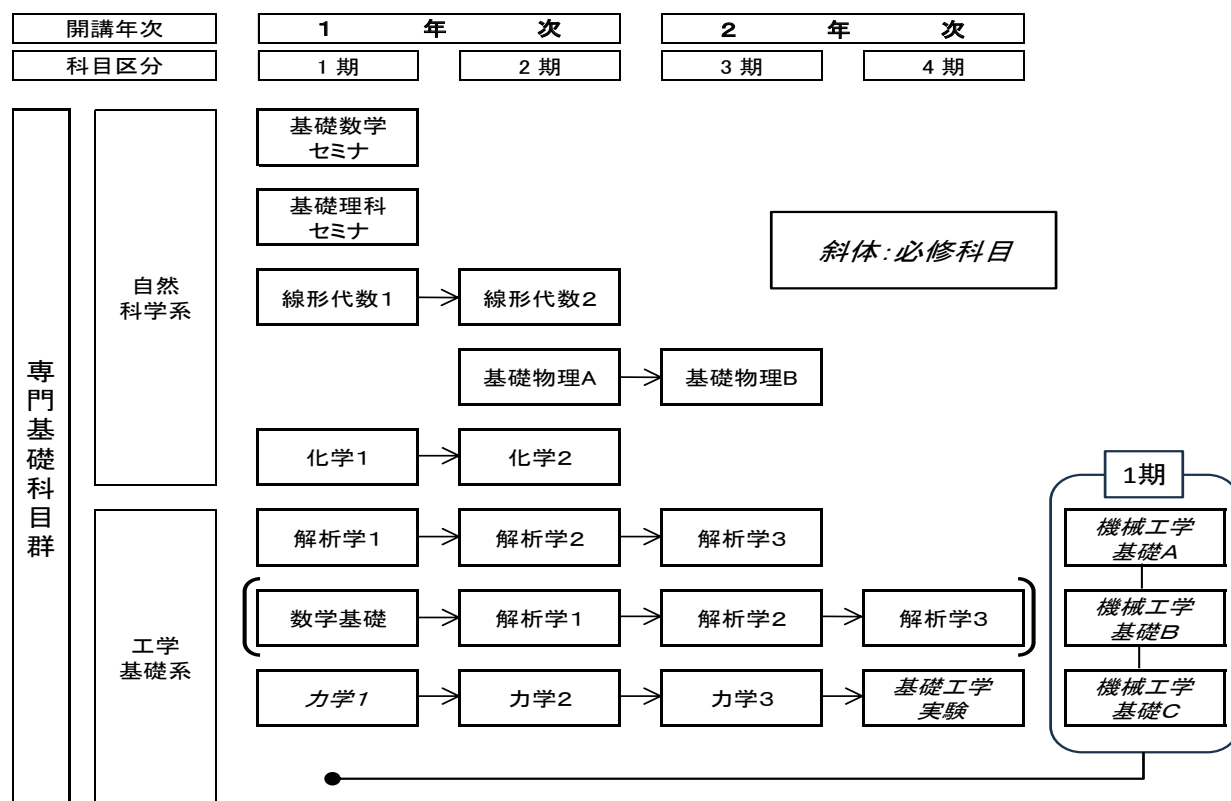 開講年次
1 年 次
2 年 次
科目区分
1期
2期
3期
4期
専門基礎科目群
自然
科学系
基礎数学
セミナ
基礎理科
セミナ
斜体:必修科目
線形代数1
線形代数2
基礎物理A
基礎物理B
化学1
化学2
工学
基礎系
解析学1
解析学2
解析学3
数学基礎
解析学1
解析学2
解析学3
力学1
力学2
力学3
基礎工学
実験
1期
機械工学
基礎A
機械工学
基礎B
機械工学
基礎C